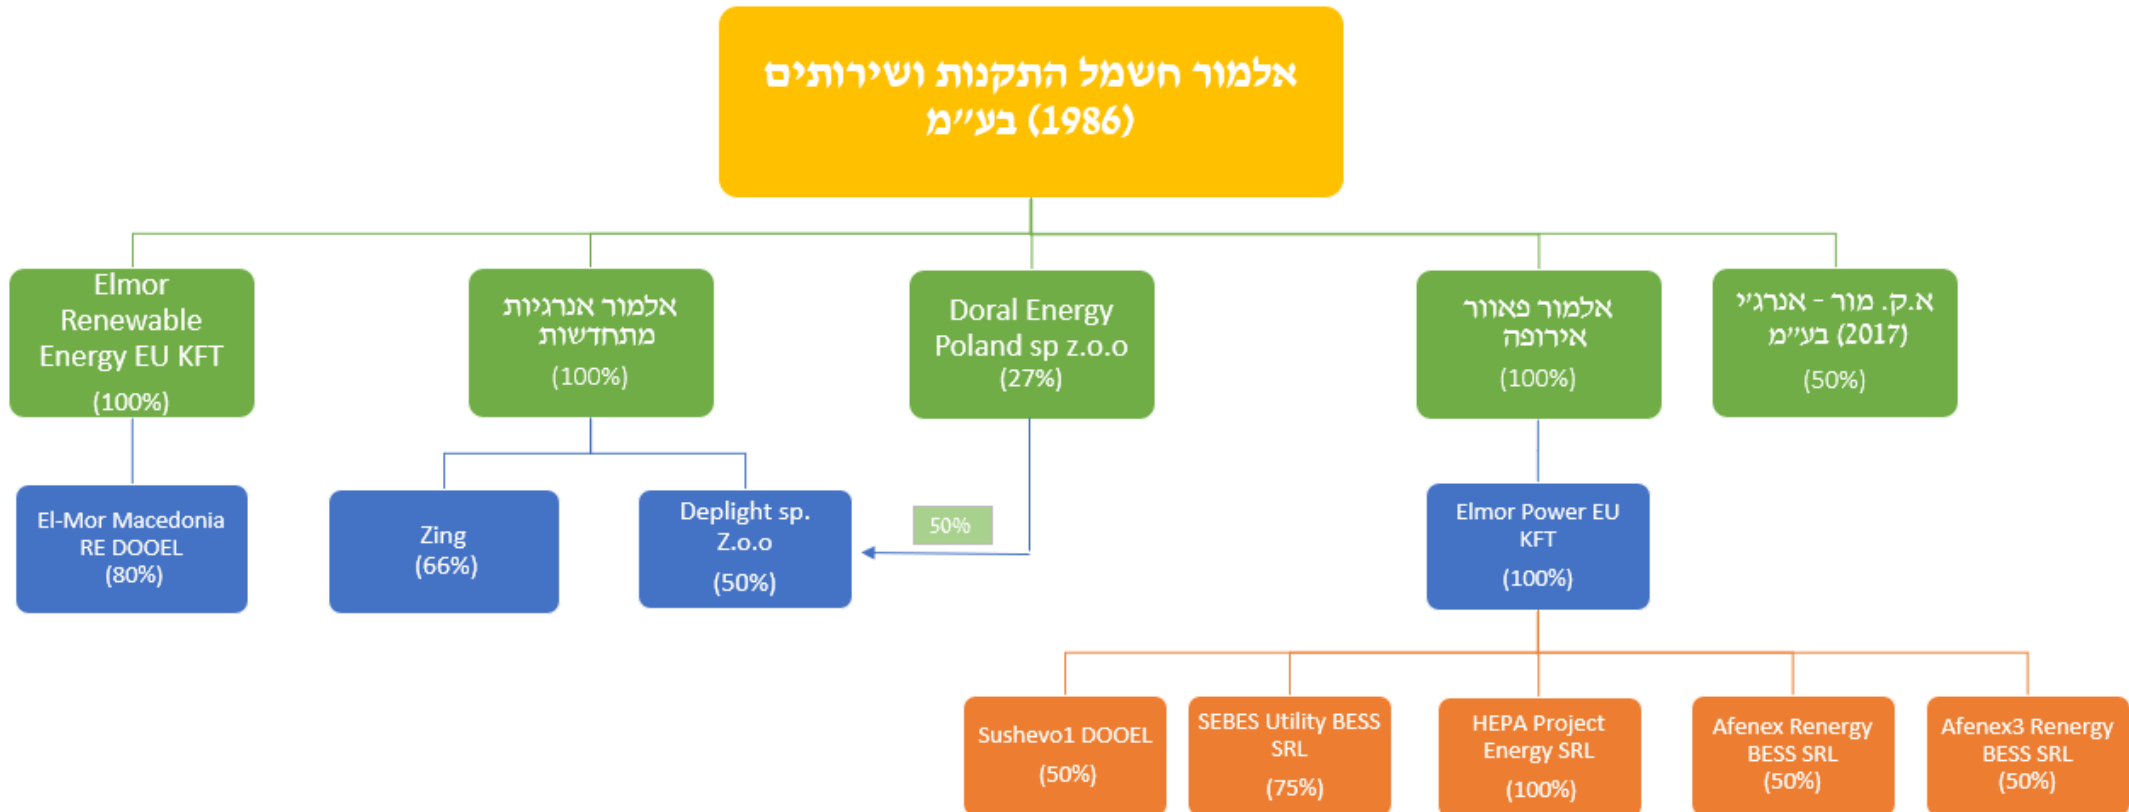 אלמור חשמל התקנות ושירותים
(1986) בע״מ
Elmor
Renewable
Energy EU KFT
(100%)
אלמור אנרגיות
מתחדשות
(100%)
Doral Energy
Poland sp z.o.o
(27%)
אלמור פאוור
אירופה
(100%)
א.ק. מור - אנרג׳י
(2017) בע״מ
(50%)
El-Mor Macedonia
RE DOOEL
(80%)
Zing
(66%)
Deplight sp.
Z.o.o
(50%)
50%
Elmor Power EU
KFT
(100%)
Sushevo1 DOOEL
(50%)
SEBES Utility BESS
SRL
(75%)
HEPA Project
Energy SRL
(100%)
Afenex Renergy
BESS SRL
(50%)
Afenex3 Renergy
BESS SRL
(50%)